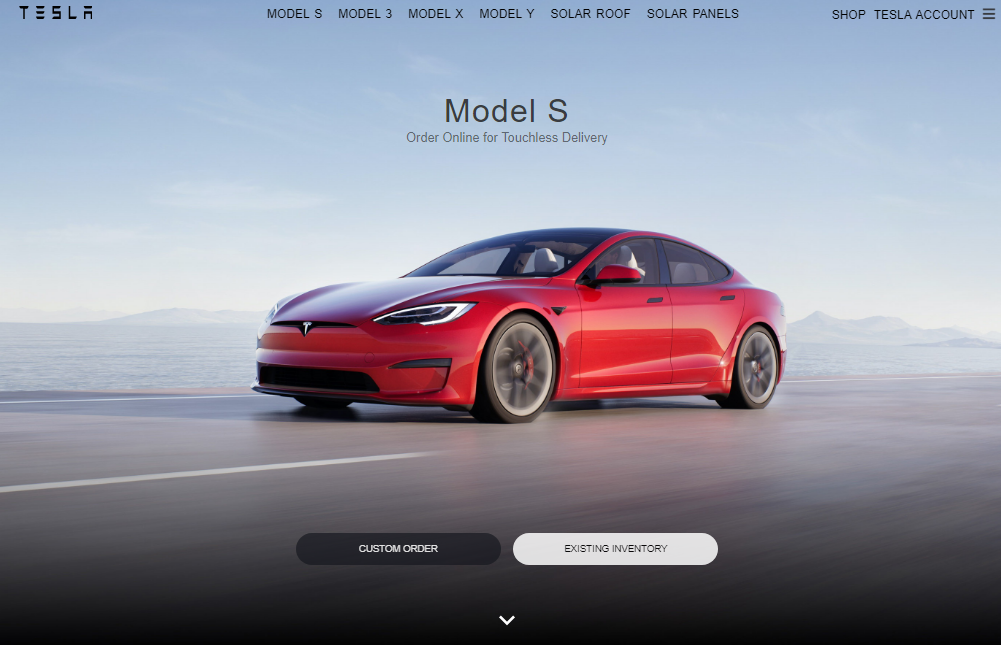 TESLA
MODEL S MODEL 3 MODEL X MODEL Y SOLAR ROOF SOLAR PANELS
SHOP TESLA ACCOUNT
Model S
Order Online for Touchless Delivery
CUSTOM ORDER
EXISTING INVENTORY